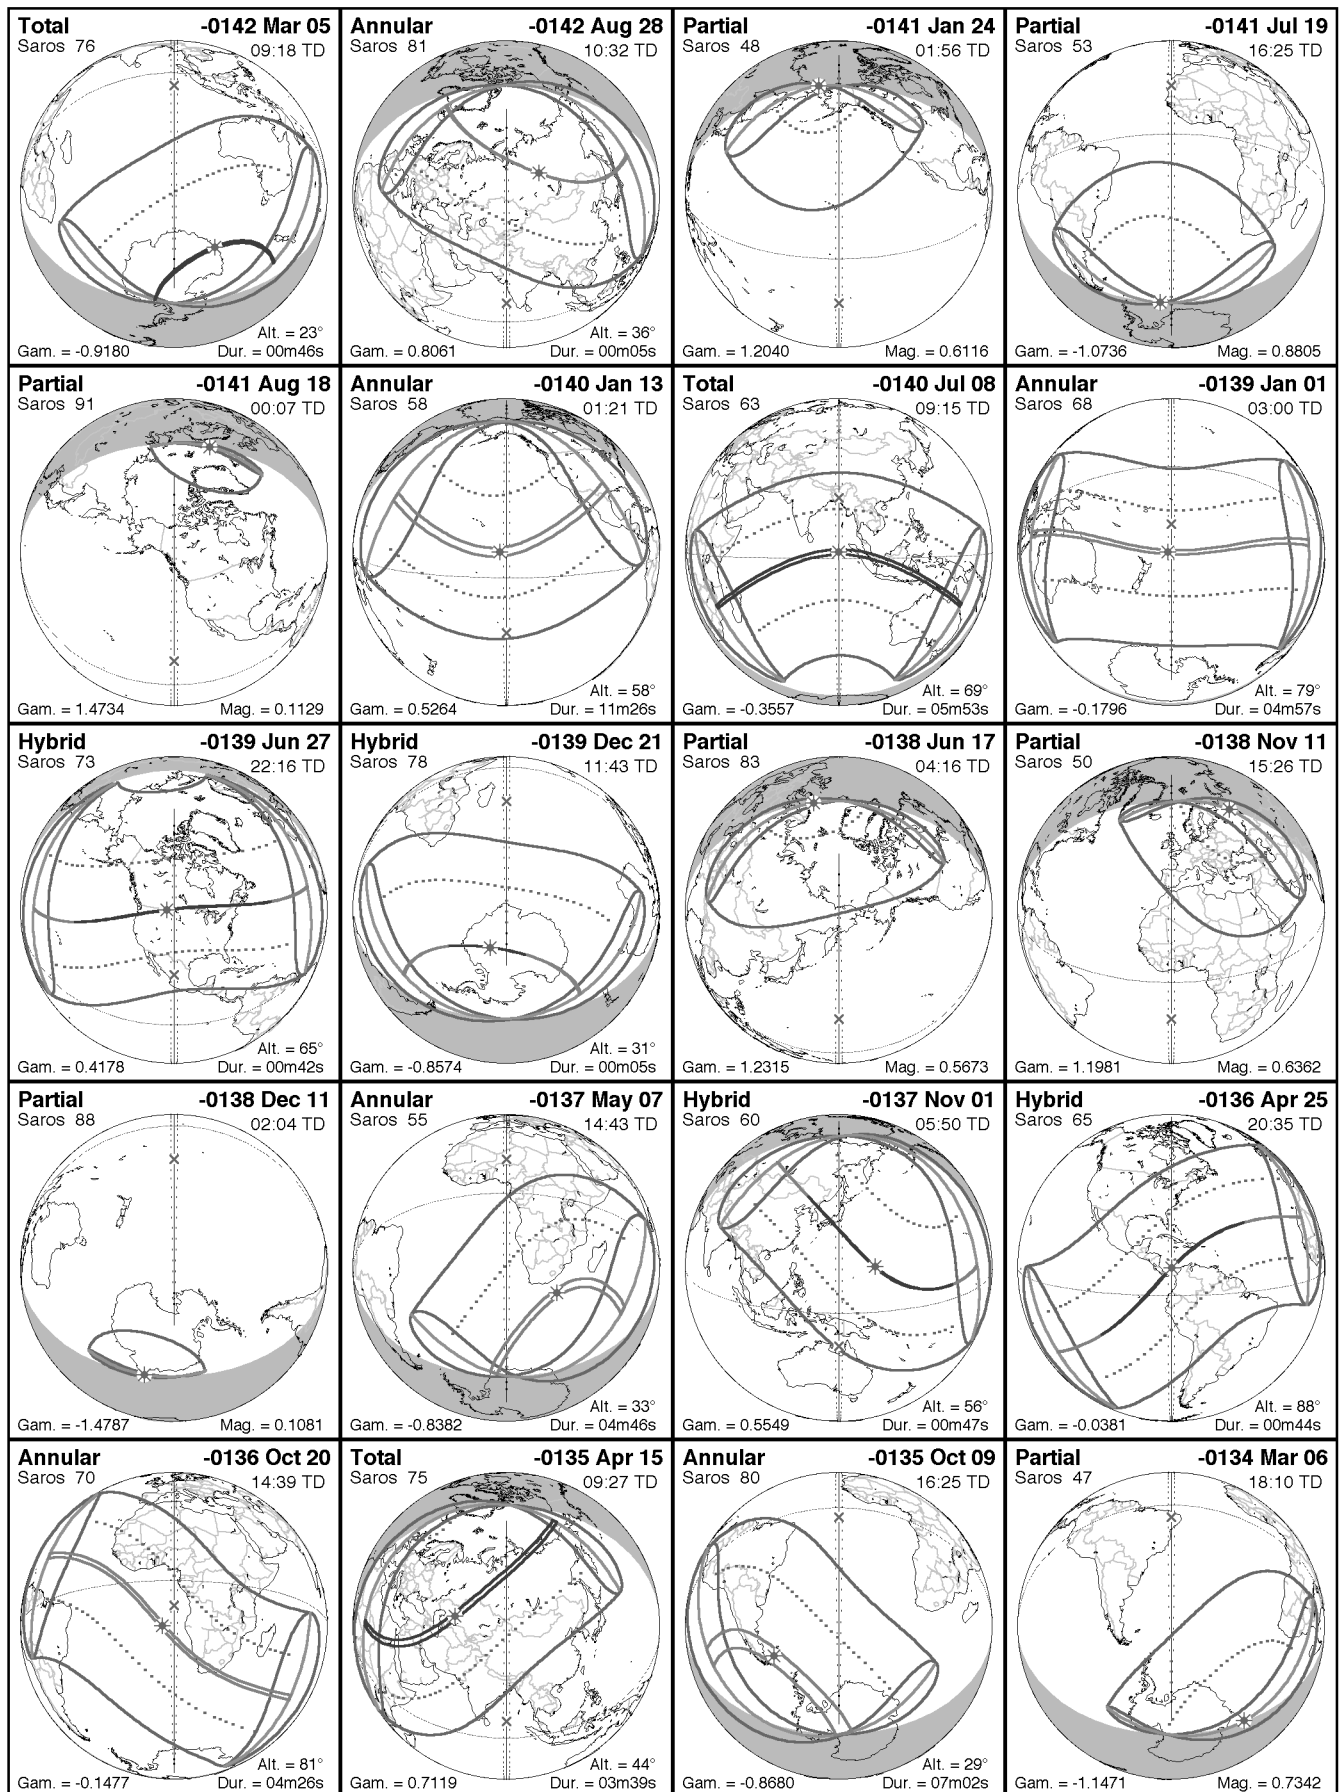 Total -0142 Mar 05
Saros 76 09:18 TD
Alt. = 23°
Gam. = -0.9180 Dur. = 00m46s
Annular -0142 Aug 28
Saros 81 10:32 TD
Alt. = 36°
Gam. = 0.8061 Dur. = 00m05s
Partial -0141 Jan 24
Saros 48 01:56 TD
Gam. = 1.2040 Mag. = 0.6116
Partial -0141 Jul 19
Saros 53 16:25 TD
Gam. = -1.0736 Mag. = 0.8805
Partial -0141 Aug 18
Saros 91 00:07 TD
Gam. = 1.4734 Mag. = 0.1129
Annular -0140 Jan 13
Saros 58 01:21 TD
Alt. = 58°
Gam. = 0.5264 Dur. = 11m26s
Total -0140 Jul 08
Saros 63 09:15 TD
Alt. = 69°
Gam. = -0.3557 Dur. = 05m53s
Annular -0139 Jan 01
Saros 68 03:00 TD
Alt. = 79°
Gam. = -0.1796 Dur. = 04m57s
Hybrid -0139 Jun 27
Saros 73 22:16 TD
Alt. = 65°
Gam. = 0.4178 Dur. = 00m42s
Hybrid -0139 Dec 21
Saros 78 11:43 TD
Alt. = 31°
Gam. = -0.8574 Dur. = 00m05s
Partial -0138 Jun 17
Saros 83 04:16 TD
Gam. = 1.2315 Mag. = 0.5673
Partial -0138 Nov 11
Saros 50 15:26 TD
Gam. = 1.1981 Mag. = 0.6362
Partial -0138 Dec 11
Saros 88 02:04 TD
Gam. = -1.4787 Mag. = 0.1081
Annular -0137 May 07
Saros 55 14:43 TD
Alt. = 33°
Gam. = -0.8382 Dur. = 04m46s
Hybrid -0137 Nov 01
Saros 60 05:50 TD
Alt. = 56°
Gam. = 0.5549 Dur. = 00m47s
Hybrid -0136 Apr 25
Saros 65 20:35 TD
Alt. = 88°
Gam. = -0.0381 Dur. = 00m44s
Annular -0136 Oct 20
Saros 70 14:39 TD
Alt. = 81°
Gam. = -0.1477 Dur. = 04m26s
Total -0135 Apr 15
Saros 75 09:27 TD
Alt. = 44°
Gam. = 0.7119 Dur. = 03m39s
Annular -0135 Oct 09
Saros 80 16:25 TD
Alt. = 29°
Gam. = -0.8680 Dur. = 07m02s
Partial -0134 Mar 06
Saros 47 18:10 TD
Gam. = -1.1471 Mag. = 0.7342